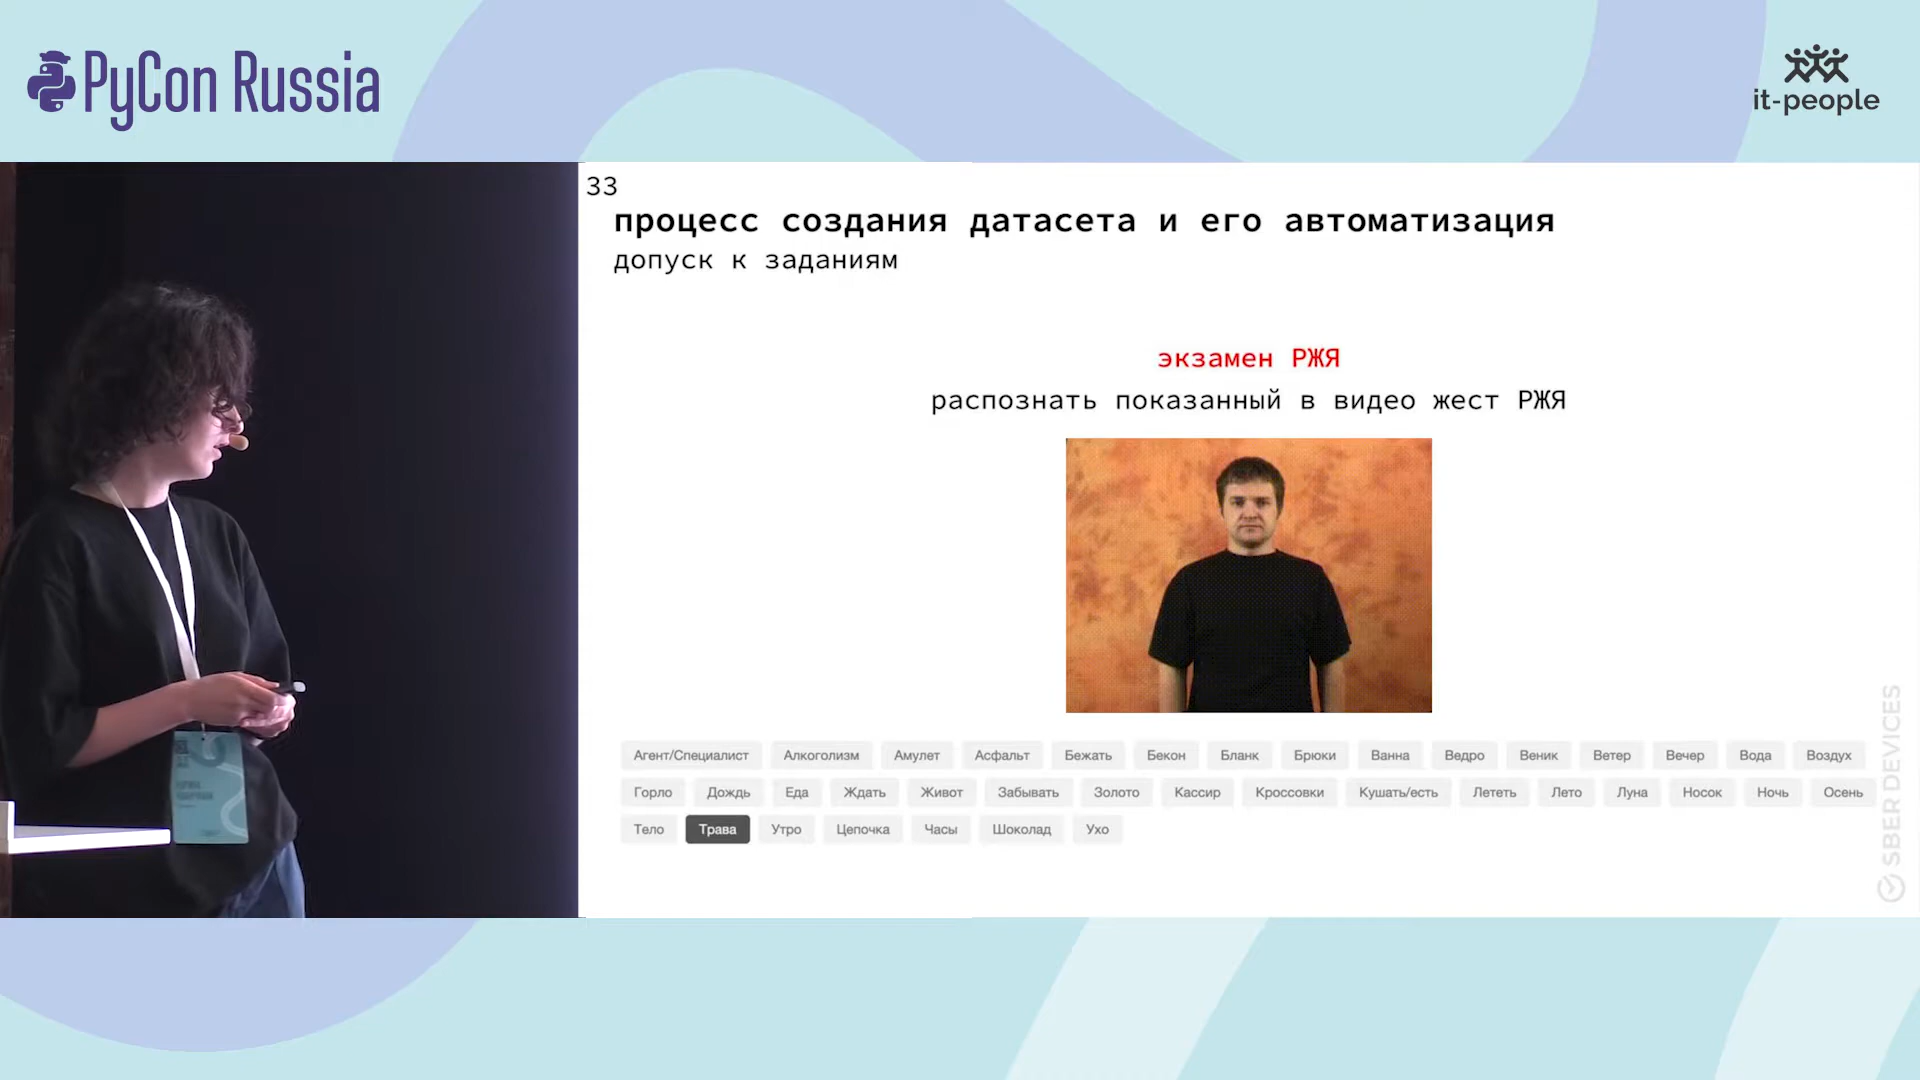 PyCon Russia
it-people
33
процесс создания датасета и его автоматизация
допуск к заданиям
экзамен РЖЯ
распознать показанный в видео жест РЖЯ
Агент/Специалист Алкоголизм Амулет Асфальт Бежать Бекон Бланк Брюки Ванна Ведро Веник Ветер Вечер Вода Воздух
Горло Дождь Еда Ждать Живот Забывать Золото Кассир Кроссовки Кушать/есть Лететь Лето Луна Носок Ночь Осень
Тело Трава Утро Цепочка Часы Шоколад Ухо
SBER DEVICES